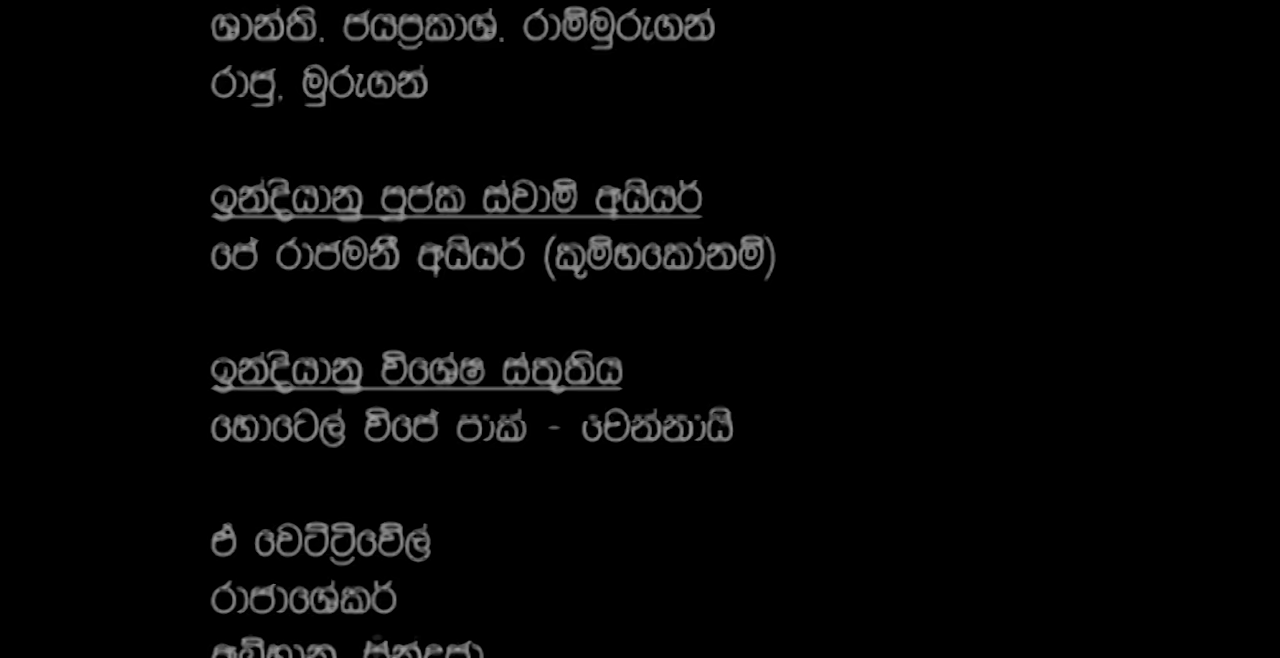 ශාන්ති, ජයප්‍රකාශ්, රාම්මුරුගන්
රාජු, මුරුගන්
ඉන්දියානු පූජක ස්වාමි අයියර්
ජේ රාජමනී අයියර් (කුම්භකෝනම්)
ඉන්දියානු විශේෂ ස්තුතිය
හොටෙල් විජේ පාක් - චෙන්නායි
එ් වෙට්ට්‍රිවේල්
රාජාශේකර්